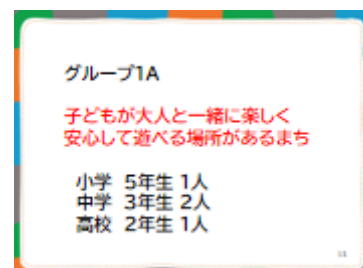 グループ1A
子どもが大人と一緒に楽しく
安心して遊べる場所があるまち
小学 5年生 1人
中学 3年生 2人
高校 2年生 1人